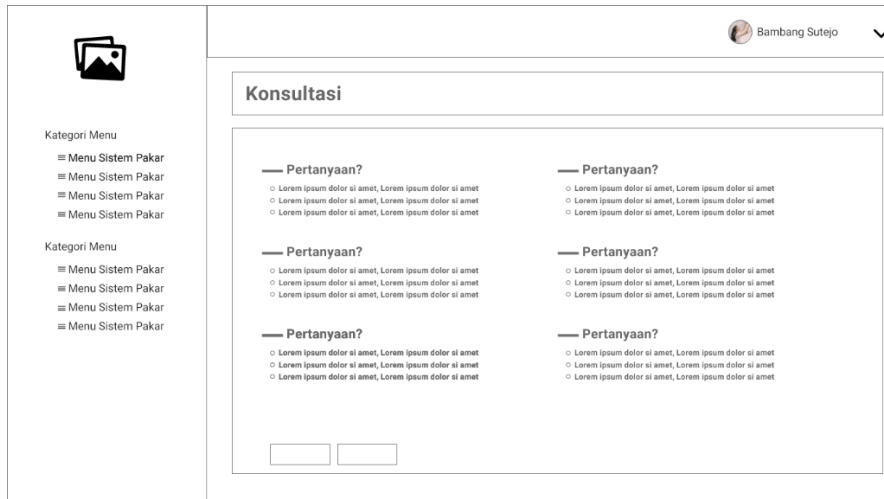 Bambang Sutejo
Konsultasi
Kategori Menu
Menu Sistem Pakar
Menu Sistem Pakar
Menu Sistem Pakar
Menu Sistem Pakar
Kategori Menu
Menu Sistem Pakar
Menu Sistem Pakar
Menu Sistem Pakar
Menu Sistem Pakar
Pertanyaan?
Lorem ipsum dolor si amet, Lorem ipsum dolor si amet
Lorem ipsum dolor si amet, Lorem ipsum dolor si amet
Lorem ipsum dolor si amet, Lorem ipsum dolor si amet
Pertanyaan?
Lorem ipsum dolor si amet, Lorem ipsum dolor si amet
Lorem ipsum dolor si amet, Lorem ipsum dolor si amet
Lorem ipsum dolor si amet, Lorem ipsum dolor si amet
Pertanyaan?
Lorem ipsum dolor si amet, Lorem ipsum dolor si amet
Lorem ipsum dolor si amet, Lorem ipsum dolor si amet
Lorem ipsum dolor si amet, Lorem ipsum dolor si amet
Pertanyaan?
Lorem ipsum dolor si amet, Lorem ipsum dolor si amet
Lorem ipsum dolor si amet, Lorem ipsum dolor si amet
Lorem ipsum dolor si amet, Lorem ipsum dolor si amet
Pertanyaan?
Lorem ipsum dolor si amet, Lorem ipsum dolor si amet
Lorem ipsum dolor si amet, Lorem ipsum dolor si amet
Lorem ipsum dolor si amet, Lorem ipsum dolor si amet
Pertanyaan?
Lorem ipsum dolor si amet, Lorem ipsum dolor si amet
Lorem ipsum dolor si amet, Lorem ipsum dolor si amet
Lorem ipsum dolor si amet, Lorem ipsum dolor si amet